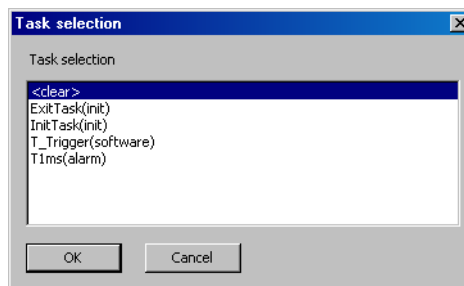 Task selection
Task selection
<clear>
ExitTask(init)
InitTask(init)
T_Trigger(software)
T1ms(alarm)
OK
Cancel